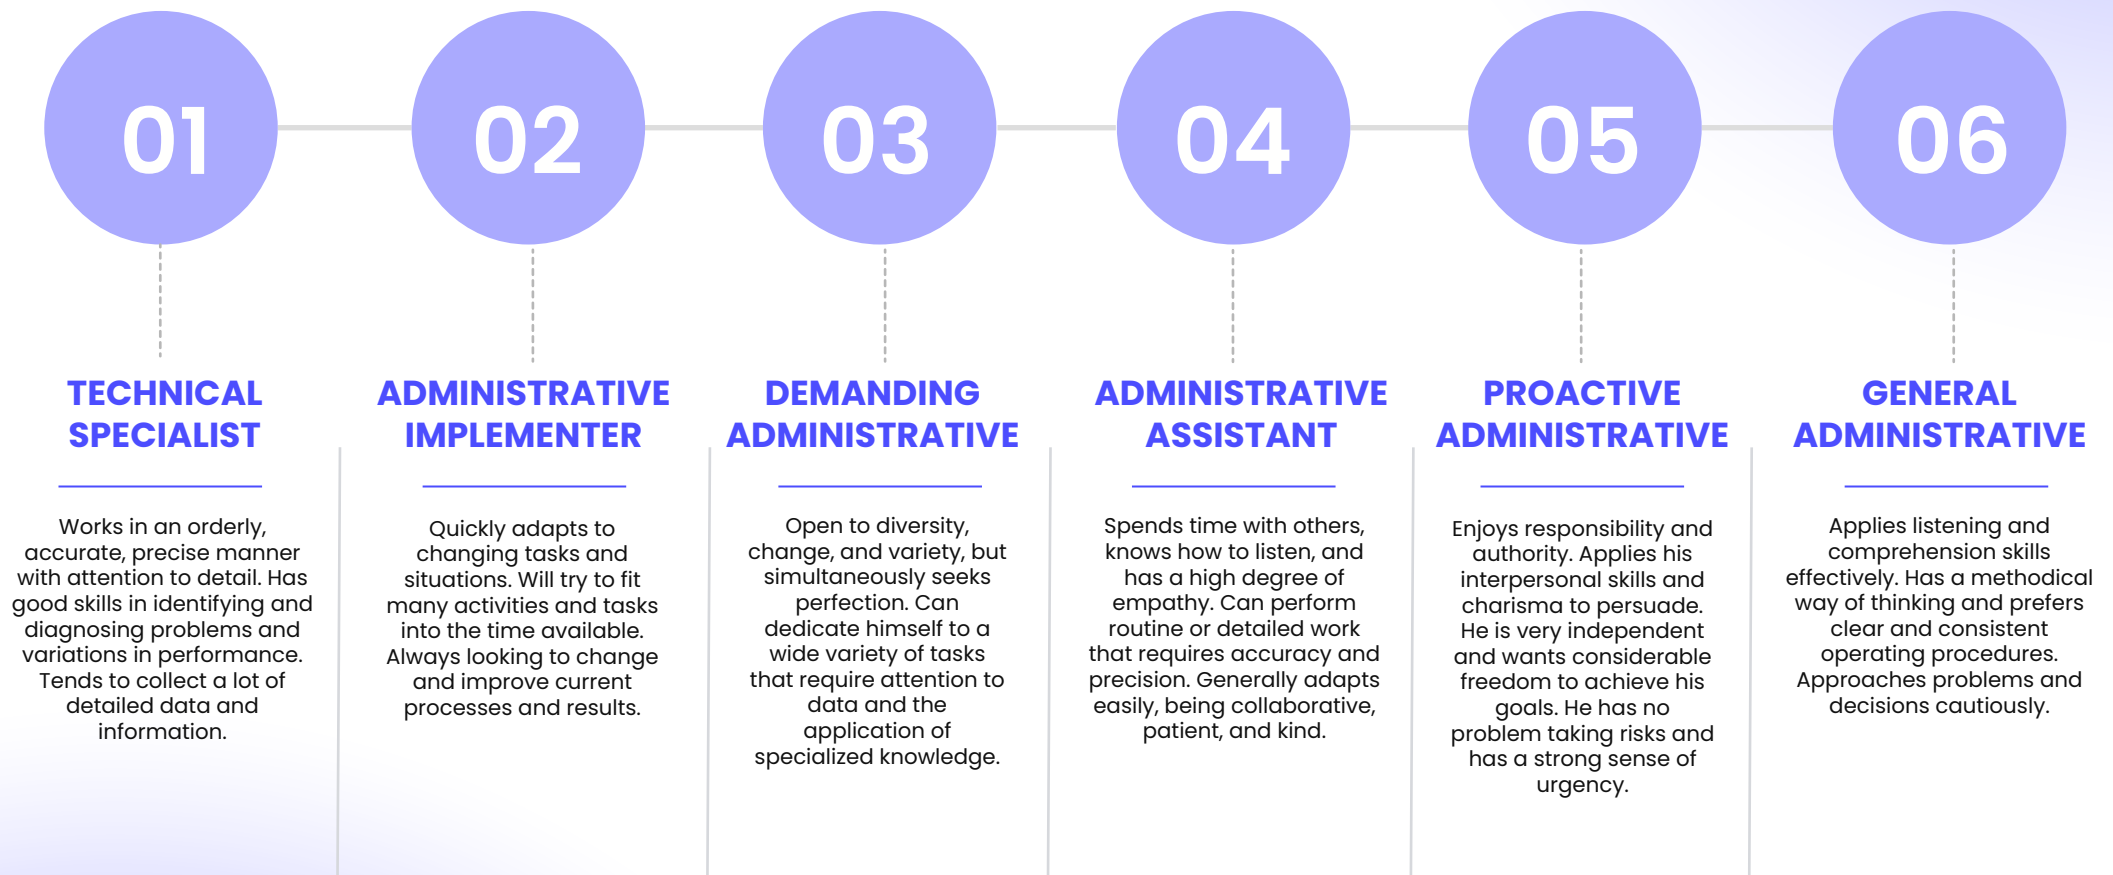 01
TECHNICAL
SPECIALIST
Works in an orderly,
accurate, precise manner
with attention to detail. Has
good skills in identifying and
diagnosing problems and
variations in performance.
Tends to collect a lot of
detailed data and
information.
02
ADMINISTRATIVE
IMPLEMENTER
Quickly adapts to
changing tasks and
situations. Will try to fit
many activities and tasks
into the time available.
Always looking to change
and improve current
processes and results.
03
DEMANDING
ADMINISTRATIVE
Open to diversity,
change, and variety, but
simultaneously seeks
perfection. Can
dedicate himself to a
wide variety of tasks
that require attention to
data and the
application of
specialized knowledge.
04
ADMINISTRATIVE
ASSISTANT
Spends time with others,
knows how to listen, and
has a high degree of
empathy. Can perform
routine or detailed work
that requires accuracy and
precision. Generally adapts
easily, being collaborative,
patient, and kind.
05
PROACTIVE
ADMINISTRATIVE
Enjoys responsibility and
authority. Applies his
interpersonal skills and
charisma to persuade.
He is very independent
and wants considerable
freedom to achieve his
goals. He has no
problem taking risks and
has a strong sense of
urgency.
06
GENERAL
ADMINISTRATIVE
Applies listening and
comprehension skills
effectively. Has a methodical
way of thinking and prefers
clear and consistent
operating procedures.
Approaches problems and
decisions cautiously.